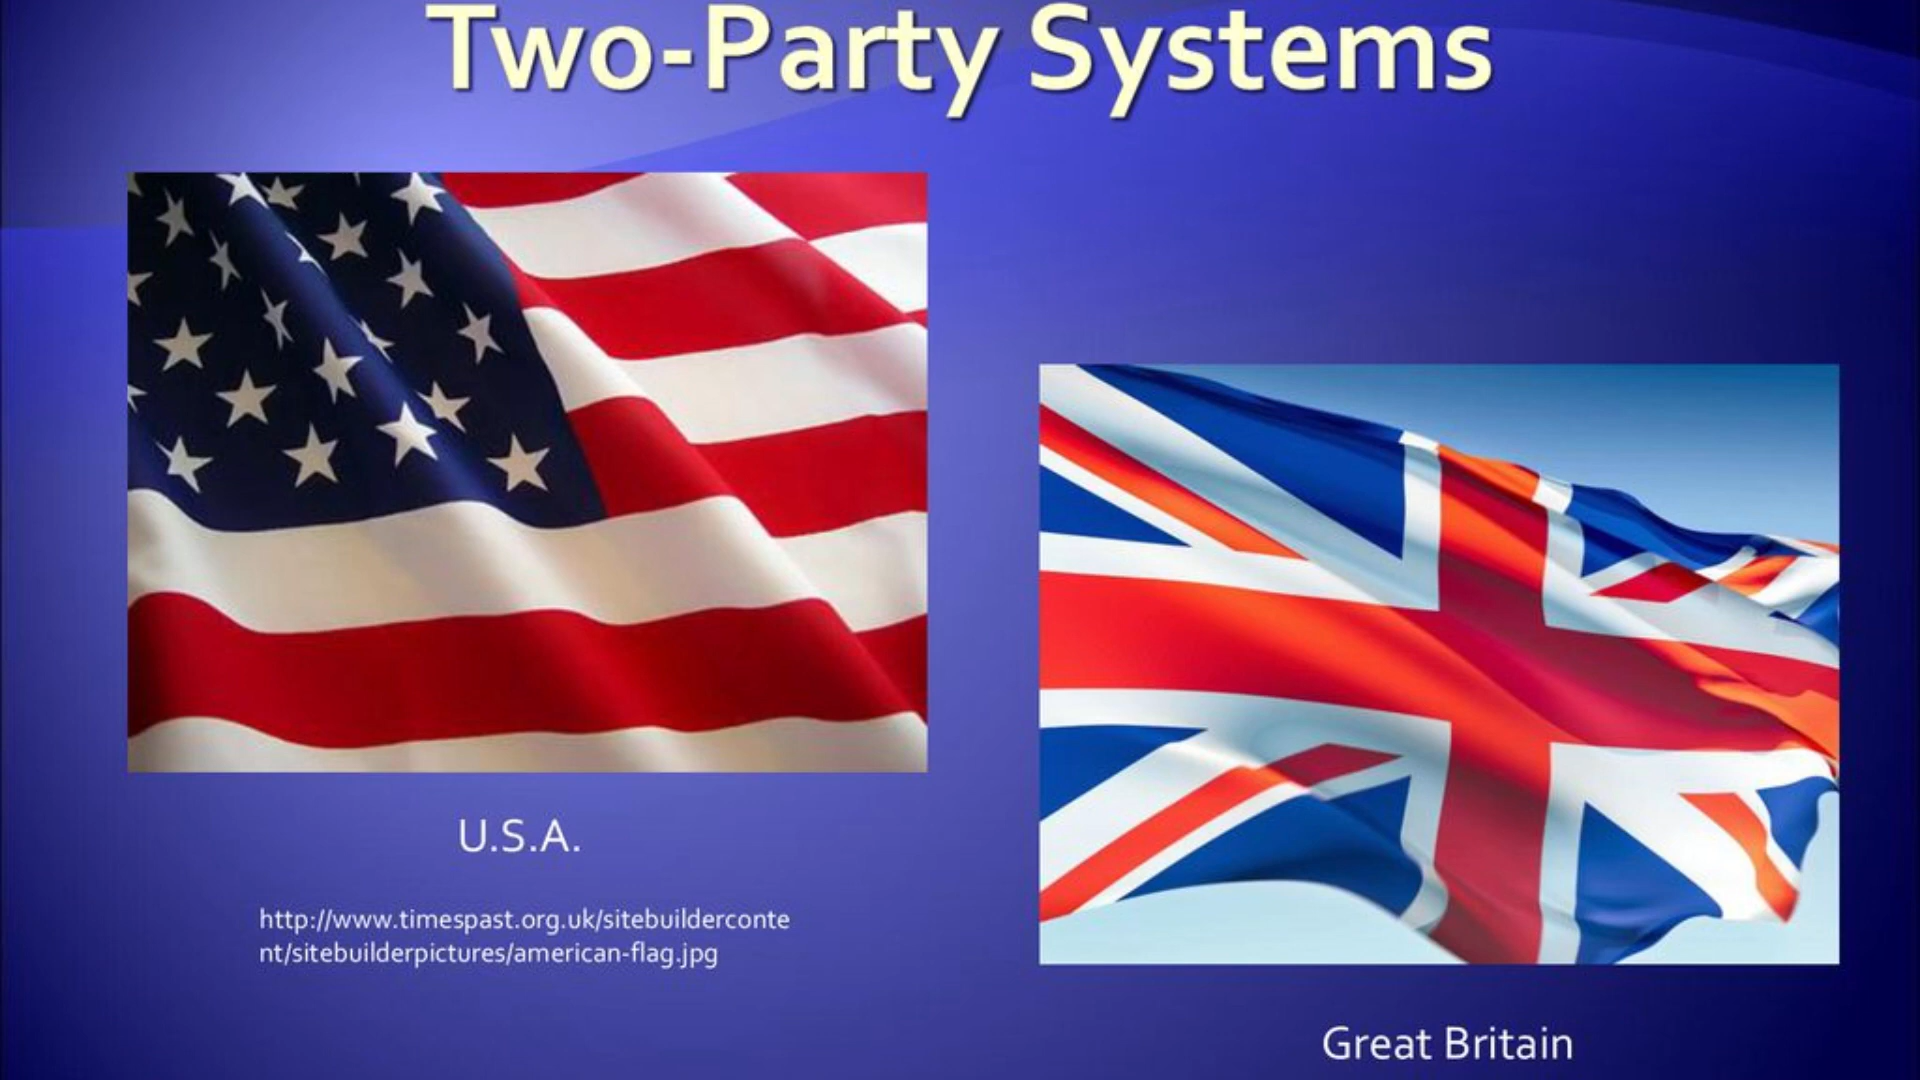 Two-Party Systems
U.S.A.
http://www.timespast.org.uk/sitebuilderconte
nt/sitebuilderpictures/american-flag.jpg
Great Britain